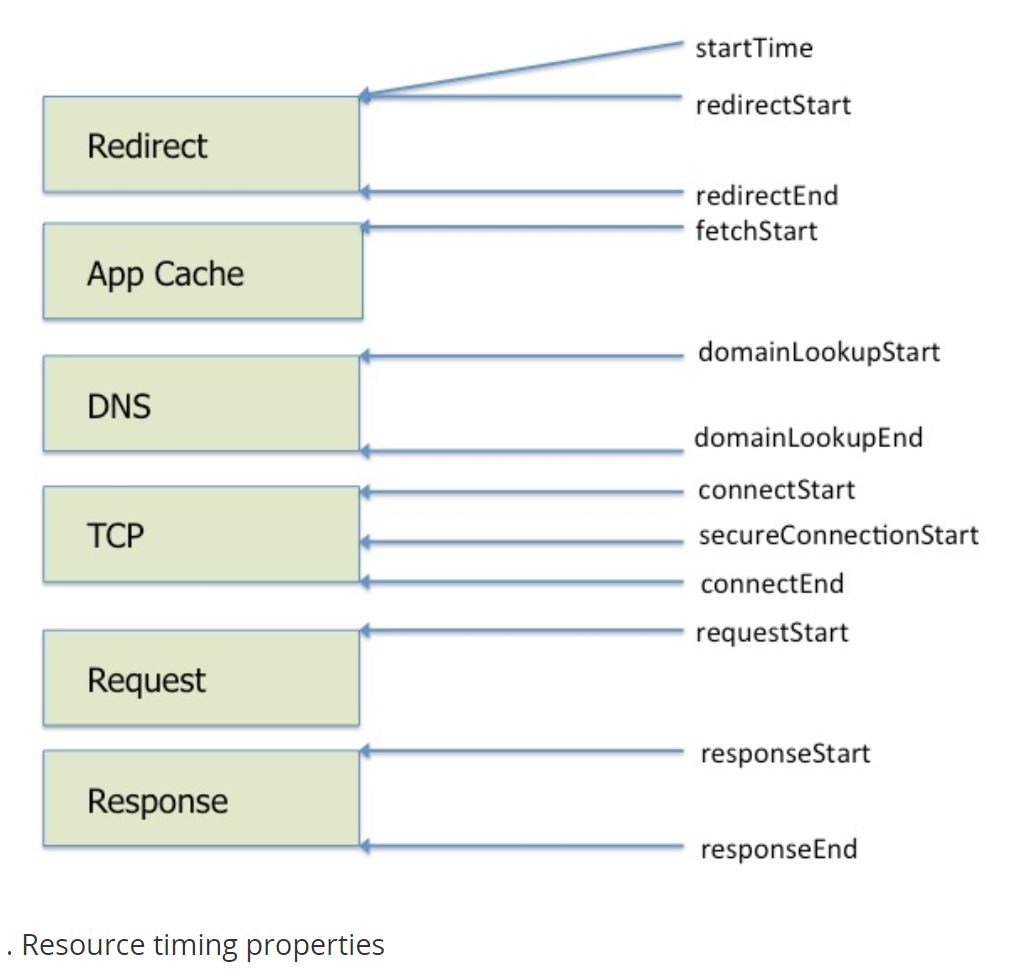 startTime
redirectStart
Redirect
redirectEnd
fetchStart
App Cache
domainLookupStart
DNS
domainLookupEnd
connectStart
TCP
secureConnectionStart
connectEnd
requestStart
Request
responseStart
Response
responseEnd
. Resource timing properties